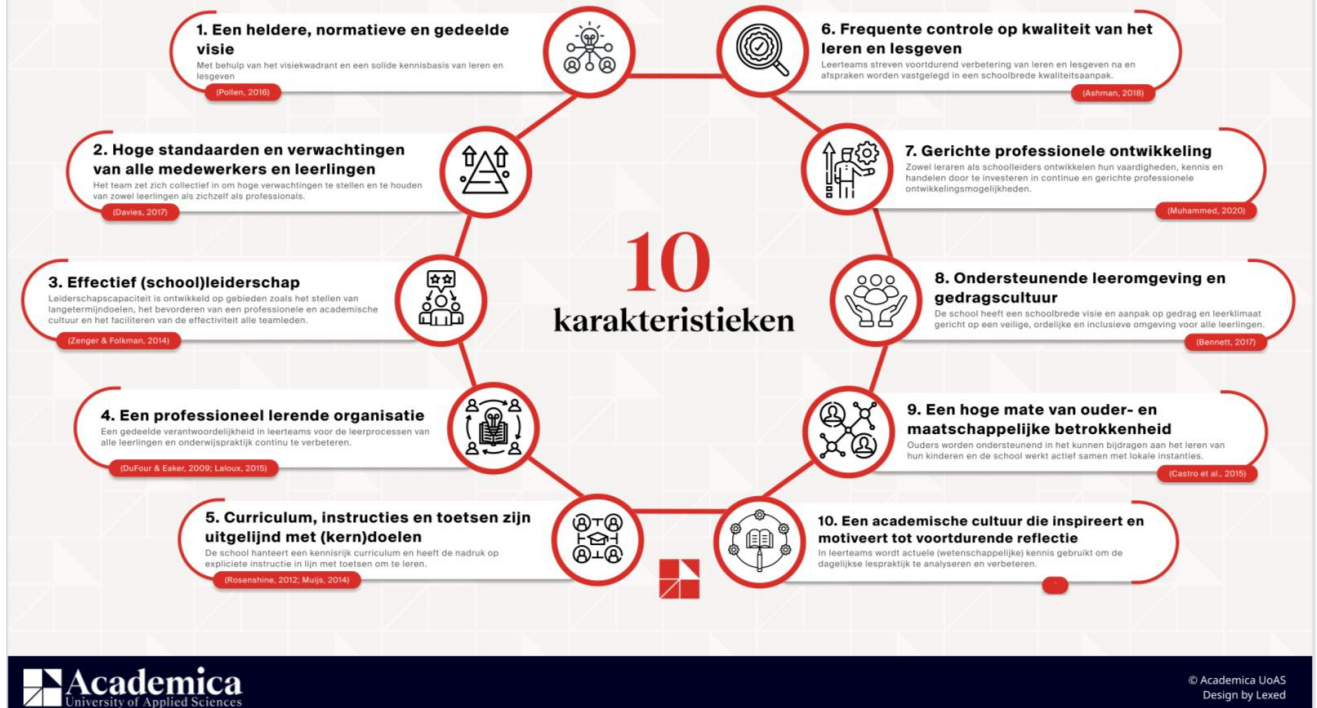 1. Een heldere, normatieve en gedeelde
visie
Met behulp van het visiekwadrant en een solide kennisbasis van leren en
lesgeven
(Pollen, 2016)
2. Hoge standaarden en verwachtingen
van alle medewerkers en leerlingen
Het team zet zich collectief in om hoge verwachtingen te stellen en te houden
van zowel leerlingen als zichzelf als professionals.
(Davies, 2017)
3. Effectief (school)leiderschap
Leiderschapscapaciteit is ontwikkeld op gebieden zoals het stellen van
langetermijndoelen, het bevorderen van een professionele en academische
cultuur en het faciliteren van de effectiviteit alle teamleden.
(Zenger & Folkman, 2014)
4. Een professioneel lerende organisatie
Een gedeelde verantwoordelijkheid in leerteams voor de leerprocessen van
alle leerlingen en onderwijspraktijk continu te verbeteren.
(DuFour & Eaker, 2009; Laloux, 2015)
5. Curriculum, instructies en toetsen zijn
uitgelijnd met (kern)doelen
De school hanteert een kennisrijk curriculum en heeft de nadruk op
expliciete instructie in lijn met toetsen om te leren.
(Rosenshine, 2012; Muijs, 2014)
10
karakteristieken
6. Frequente controle op kwaliteit van het
leren en lesgeven
Leerteams streven voortdurend verbetering van leren en lesgeven na en
afspraken worden vastgelegd in een schoolbrede kwaliteitsaanpak.
(Ashman, 2018)
7. Gerichte professionele ontwikkeling
Zowel leraren als schoolleiders ontwikkelen hun vaardigheden, kennis en
handelen door te investeren in continue en gerichte professionele
ontwikkelingsmogelijkheden.
(Muhammed, 2020)
8. Ondersteunende leeromgeving en
gedragscultuur
De school heeft een schoolbrede visie en aanpak op gedrag en leerklimaat
gericht op een veilige, ordelijke en inclusieve omgeving voor alle leerlingen.
(Bennett, 2017)
9. Een hoge mate van ouder- en
maatschappelijke betrokkenheid
Ouders worden ondersteunend in het kunnen bijdragen aan het leren van
hun kinderen en de school werkt actief samen met lokale instanties.
(Castro et al., 2015)
10. Een academische cultuur die inspireert en
motiveert tot voortdurende reflectie
In leerteams wordt actuele (wetenschappelijke) kennis gebruikt om de
dagelijkse lespraktijk te analyseren en verbeteren.
Academica
University of Applied Sciences
© Academica UoAS
Design by Lexed